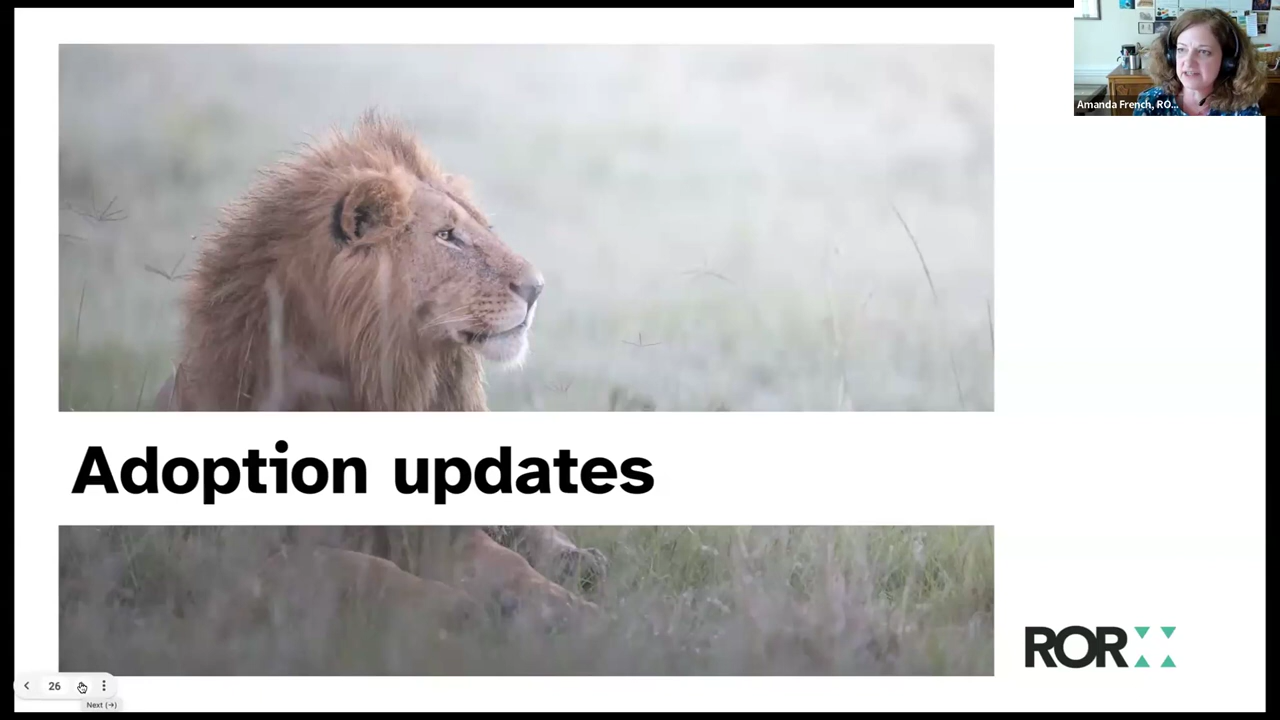 Amanda French, RO...
Adoption updates
ROR
26
Next (→)